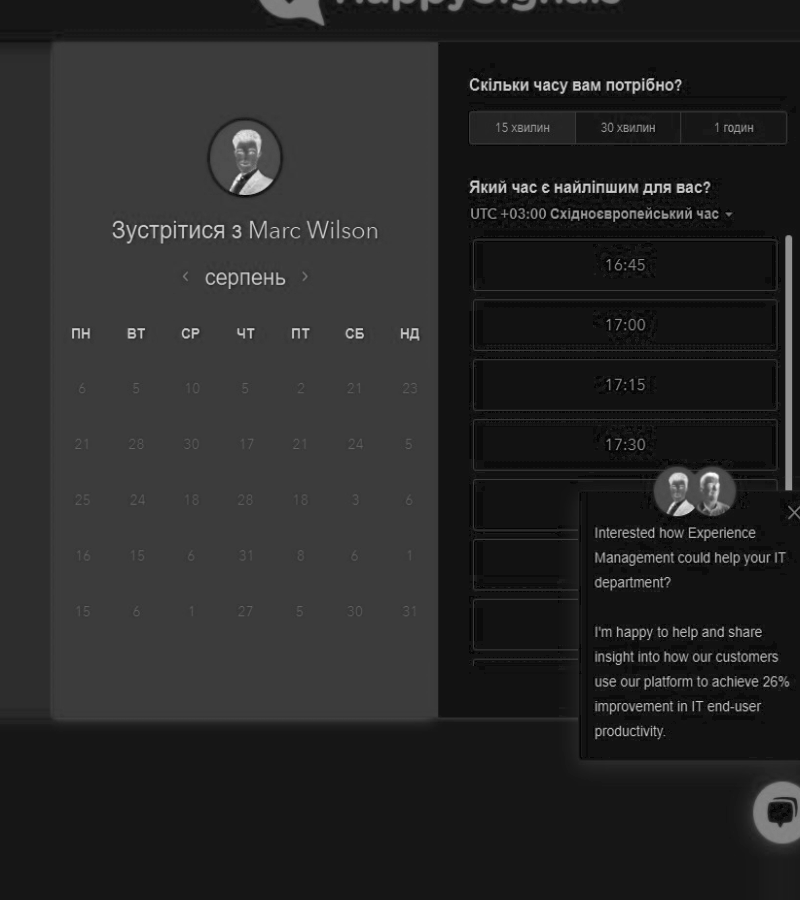 HappySignals
Зустрітися з Marc Wilson
серпень
ПН ВТ СР ЧТ ПТ СБ НД
6 5 10 5 2 21 23
21 28 30 17 21 24 5
25 24 18 28 18 3 6
16 15 6 31 8 6 1
15 6 1 27 5 30 31
Скільки часу вам потрібно?
15 хвилин 30 хвилин 1 годин
Який час є найліпшим для вас?
UTC +03:00 Східноєвропейський час
16:45
17:00
17:15
17:30
Interested how Experience
Management could help your IT
department?
I'm happy to help and share
insight into how our customers
use our platform to achieve 26%
improvement in IT end-user
productivity.